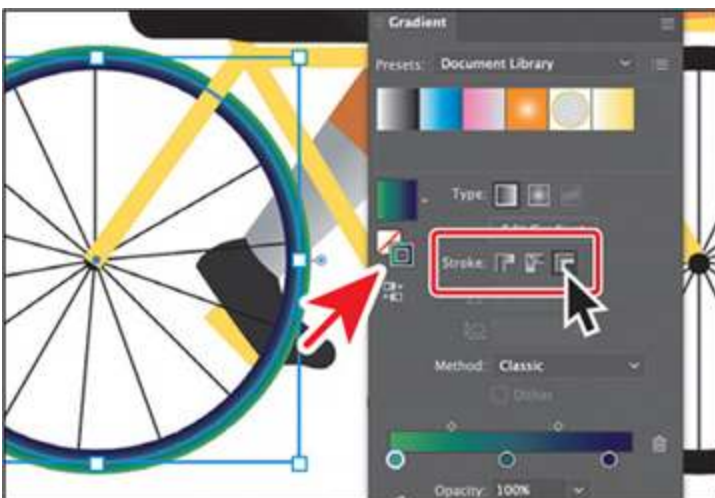 Gradient
Presets: Document Library
Type:
Stroke:
Method: Classic
Dither
Opacity: 100%